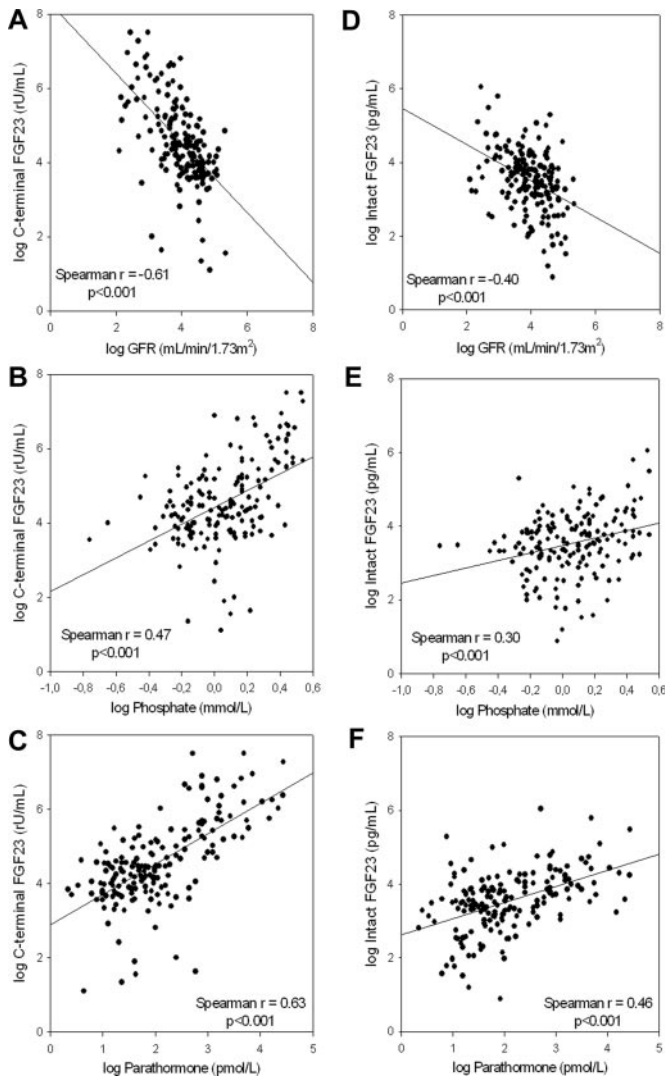 A
log C-terminal FGF23 (rU/mL)
8
6
4
2
0
Spearman r = -0.61
p<0.001
0 2 4 6 8
log GFR (mL/min/1.73m²)
D
log Intact FGF23 (pg/mL)
8
6
4
2
0
Spearman r = -0.40
p<0.001
0 2 4 6 8
log GFR (mL/min/1.73m²)
B
log C-terminal FGF23 (rU/mL)
8
6
4
2
0
Spearman r = 0.47
p<0.001
-1,0 -0,8 -0,6 -0,4 -0,2 0,0 0,2 0,4 0,6
log Phosphate (mmol/L)
E
log Intact FGF23 (pg/mL)
8
6
4
2
0
Spearman r = 0.30
p<0.001
-1,0 -0,8 -0,6 -0,4 -0,2 0,0 0,2 0,4 0,6
log Phosphate (mmol/L)
C
log C-terminal FGF23 (rU/mL)
8
6
4
2
0
Spearman r = 0.63
p<0.001
0 1 2 3 4 5
log Parathormone (pmol/L)
F
log Intact FGF23 (pg/mL)
8
6
4
2
0
Spearman r = 0.46
p<0.001
0 1 2 3 4 5
log Parathormone (pmol/L)